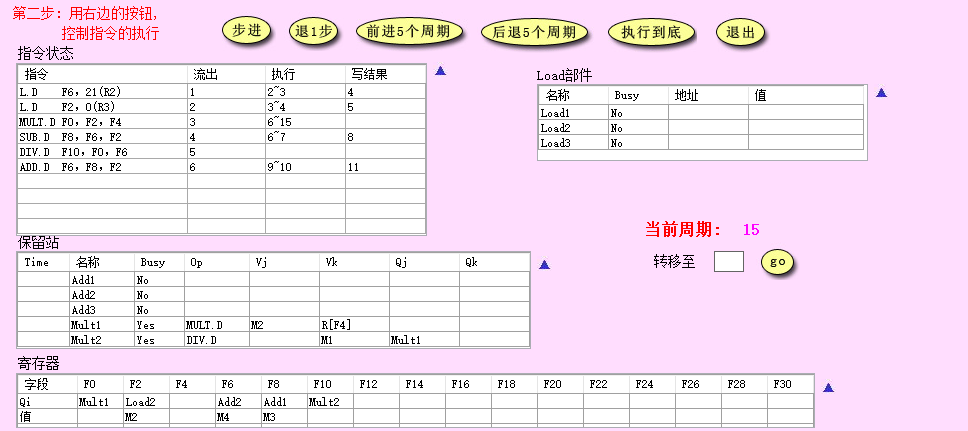 第二步：用右边的按钮，
控制指令的执行
步进 退1步 前进5个周期 后退5个周期 执行到底 退出
指令状态
指令 流出 执行 写结果
L.D F6，21(R2) 1 2~3 4
L.D F2，0(R3) 2 3~4 5
MULT.D F0，F2，F4 3 6~15
SUB.D F8，F6，F2 4 6~7 8
DIV.D F10，F0，F6 5
ADD.D F6，F8，F2 6 9~10 11
Load部件
名称 Busy 地址 值
Load1 No
Load2 No
Load3 No
当前周期： 15
转移至 go
保留站
Time 名称 Busy Op Vj Vk Qj Qk
Add1 No
Add2 No
Add3 No
Mult1 Yes MULT.D M2 R[F4]
Mult2 Yes DIV.D M1 Mult1
寄存器
字段 F0 F2 F4 F6 F8 F10 F12 F14 F16 F18 F20 F22 F24 F26 F28 F30
Qi Mult1 Load2 Add2 Add1 Mult2
值 M2 M4 M3